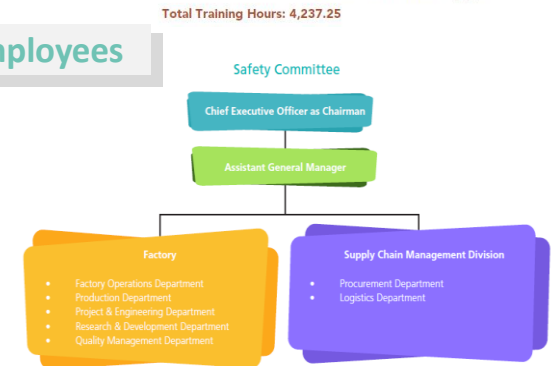 Total Training Hours: 4,237.25
mployees
Safety Committee
Chief Executive Officer as Chairman
Assistant General Manager
Factory
• Factory Operations Department
• Production Department
• Project & Engineering Department
• Research & Development Department
• Quality Management Department
Supply Chain Management Division
• Procurement Department
• Logistics Department